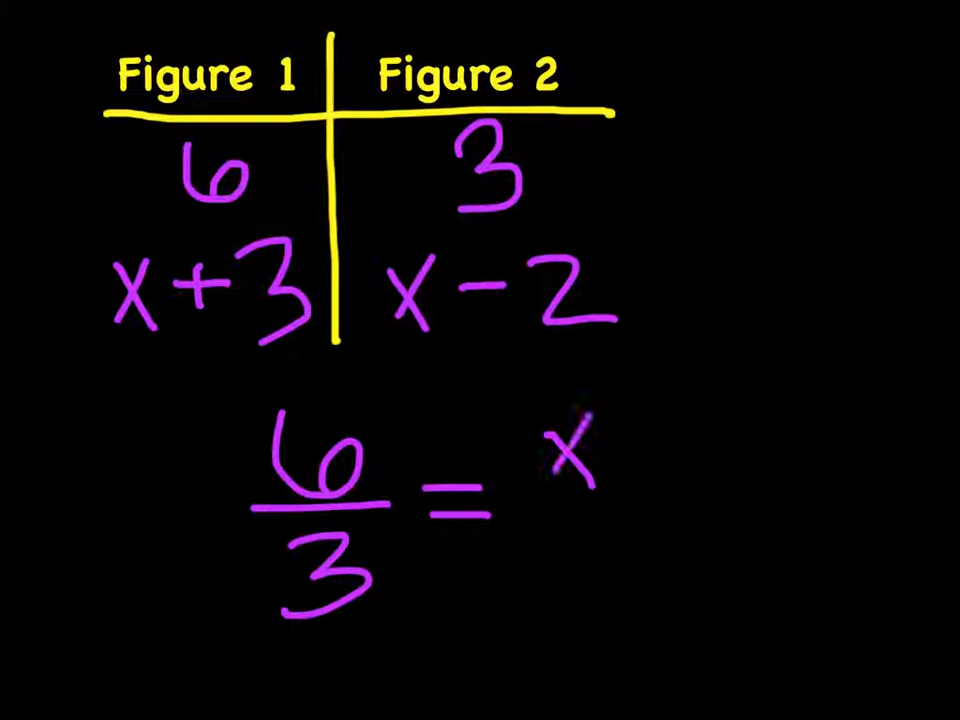 Figure 1 Figure 2
6 3
x + 3 x - 2
6
— = x
3